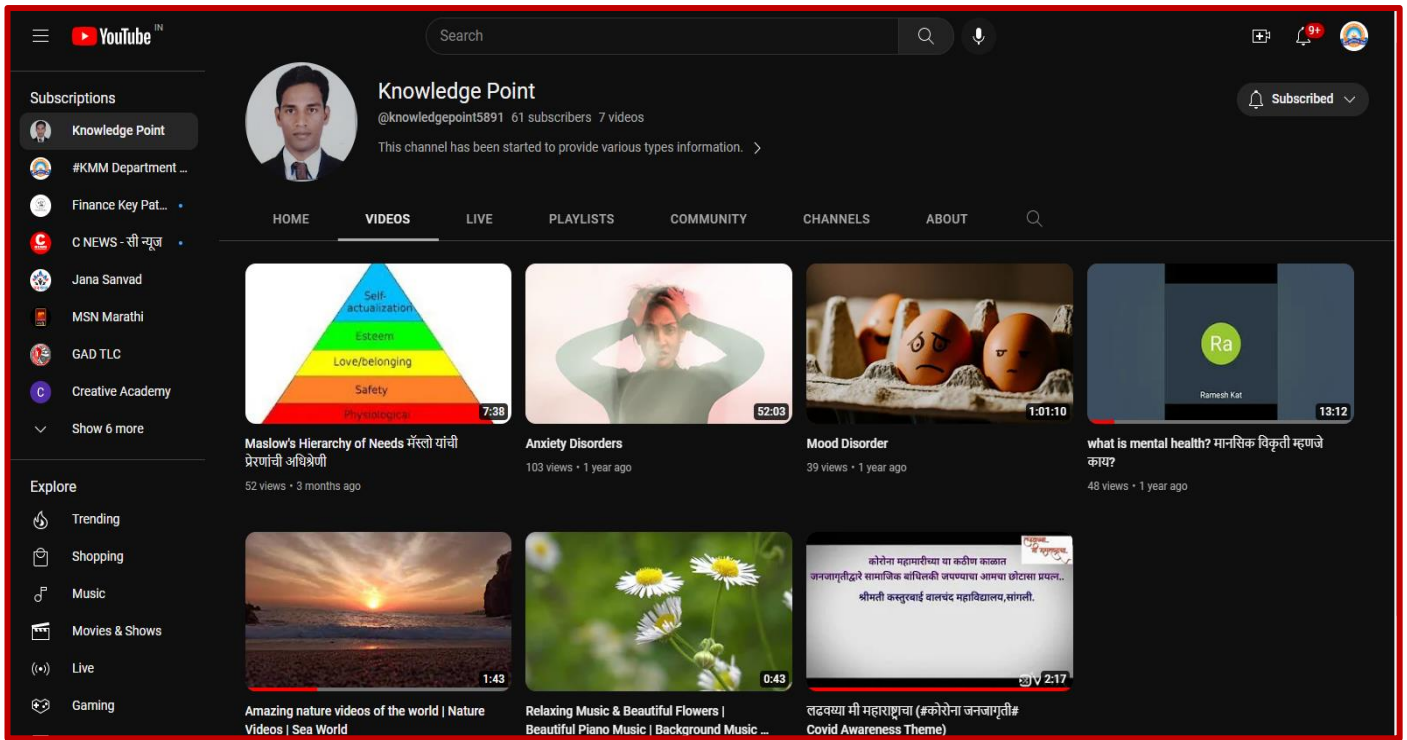 YouTube IN
Search
9+
Subscriptions
Knowledge Point
#KMM Department ...
Finance Key Pat...
C NEWS - सी न्यूज
Jana Sanvad
MSN Marathi
GAD TLC
C
Creative Academy
Show 6 more
Explore
Trending
Shopping
Music
Movies & Shows
Live
Gaming
Knowledge Point
@knowledgepoint5891 61 subscribers 7 videos
This channel has been started to provide various types information.
Subscribed
HOME VIDEOS LIVE PLAYLISTS COMMUNITY CHANNELS ABOUT
Self-
actualization
Esteem
Love/belonging
Safety
Physiological
7:38
Maslow's Hierarchy of Needs मॅस्लो यांची
प्रेरणांची अधिश्रेणी
52 views • 3 months ago
52:03
Anxiety Disorders
103 views • 1 year ago
1:01:10
Mood Disorder
39 views • 1 year ago
Ra
Ramesh Kat
13:12
what is mental health? मानसिक विकृती म्हणजे
काय?
48 views • 1 year ago
1:43
Amazing nature videos of the world | Nature
Videos | Sea World
0:43
Relaxing Music & Beautiful Flowers |
Beautiful Piano Music | Background Music ...
कोरोना महामारीच्या या कठीण काळात
जनजागृतीद्वारे सामाजिक बांधिलकी जपण्याचा आमचा छोटासा प्रयत्न..
श्रीमती कस्तुरबाई वालचंद महाविद्यालय,सांगली.
2:17
लढवय्या मी महाराष्ट्राचा (#कोरोना जनजागृती#
Covid Awareness Theme)